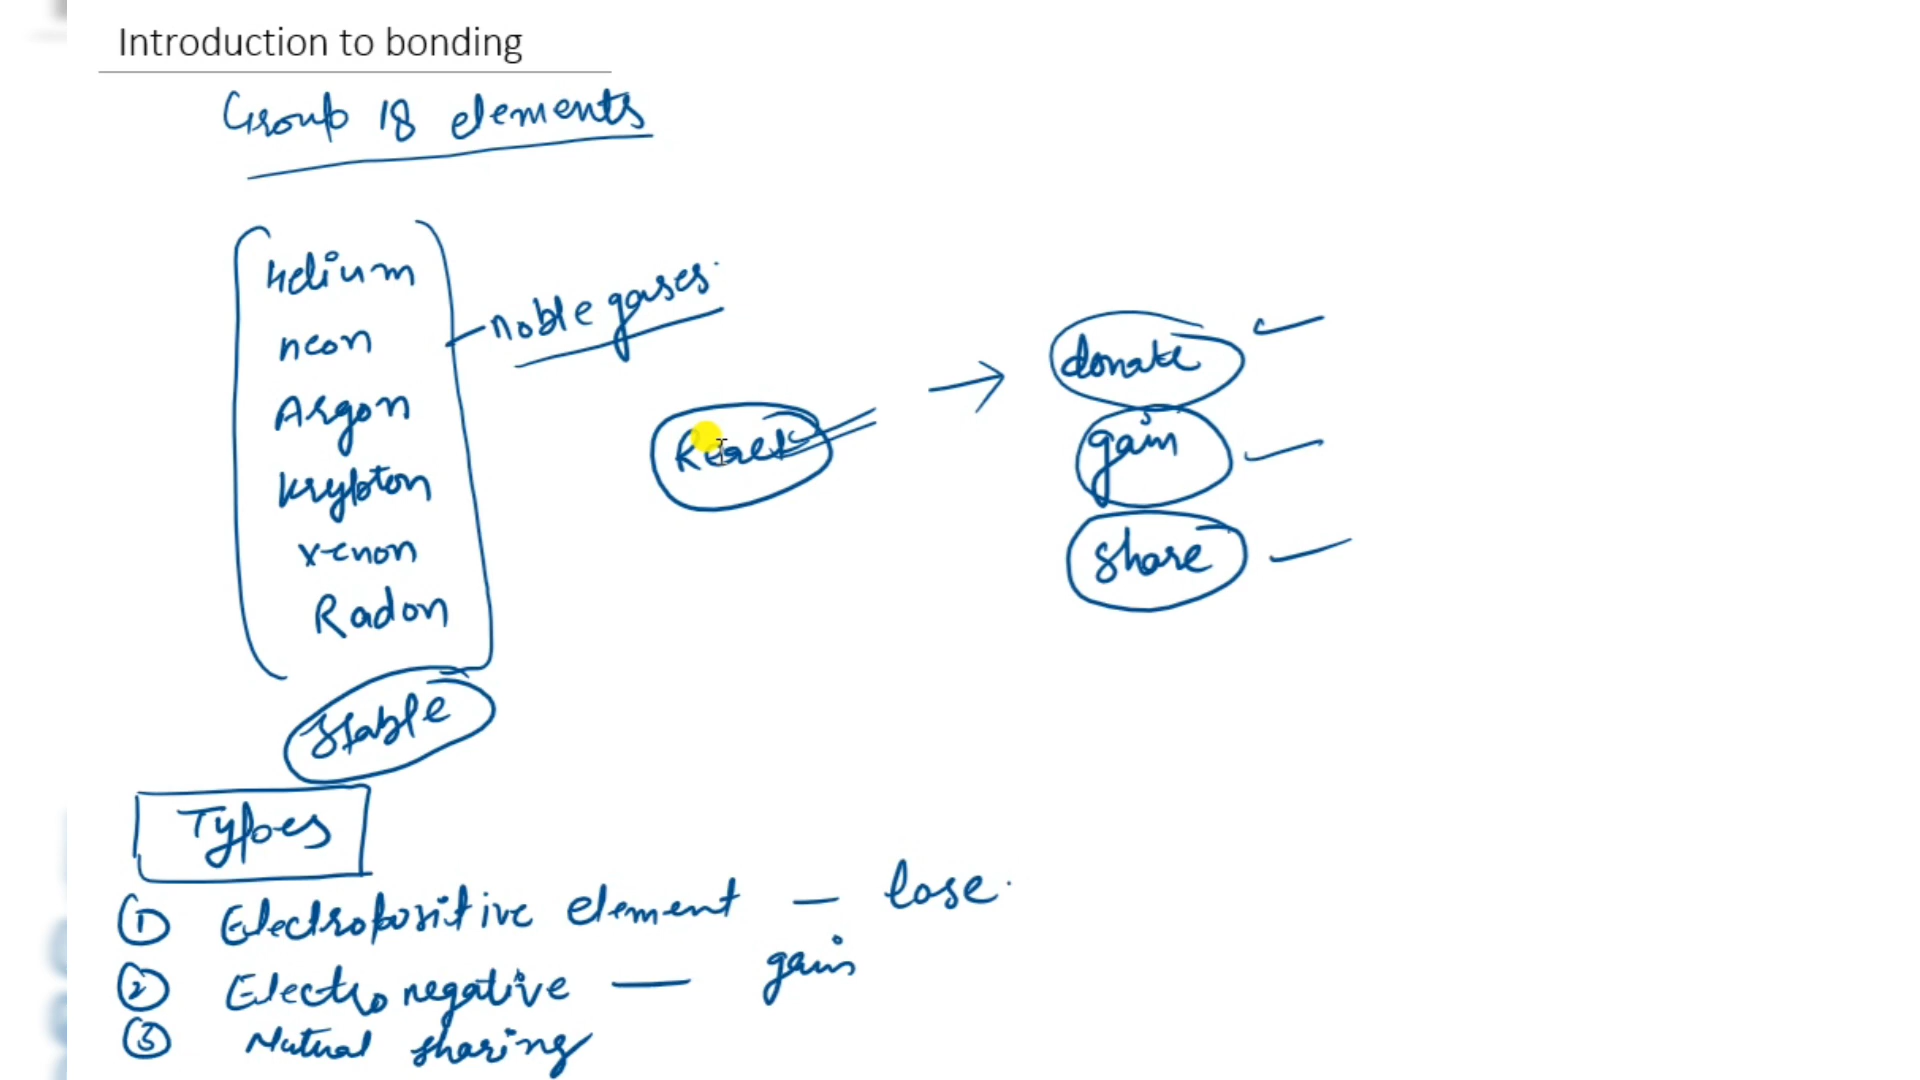 Introduction to bonding
Group 18 elements
Helium
neon
noble gases
Argon
Krypton
xenon
Radon
Stable
React
donate
gain
share
Types
① Electropositive element — lose
② Electronegative — gain
③ Mutual sharing